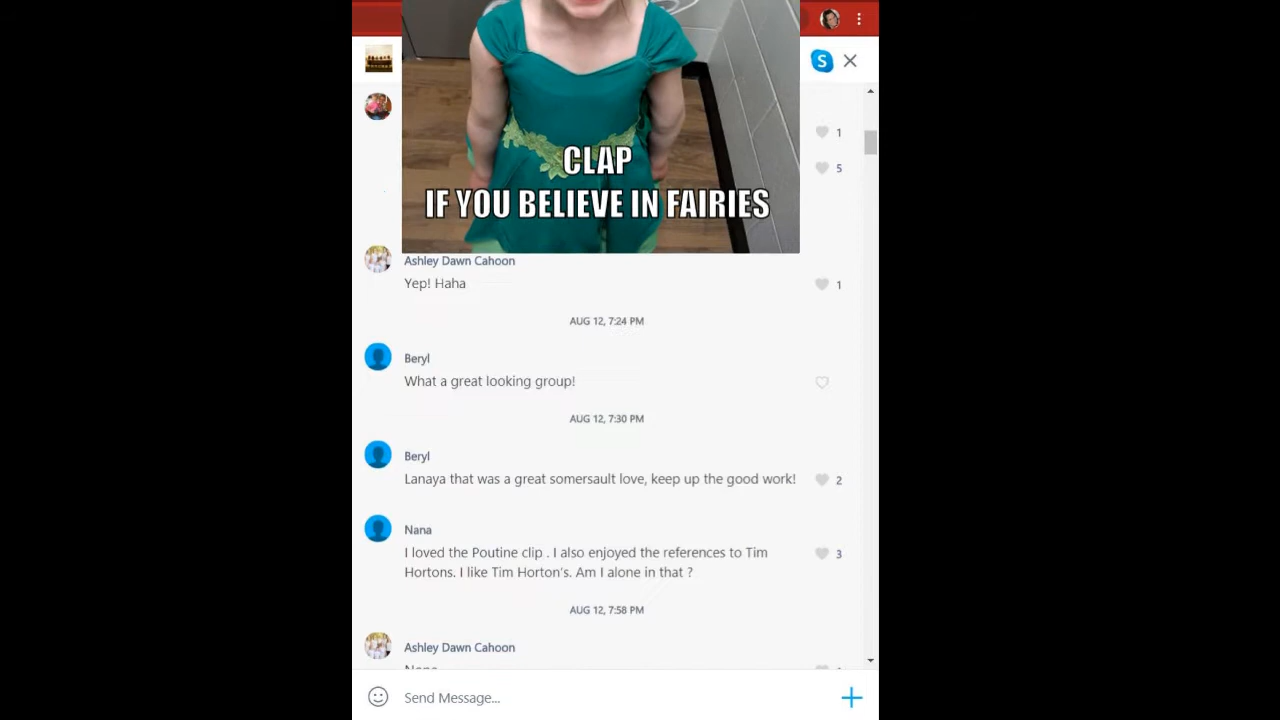 S
1
5
CLAP
IF YOU BELIEVE IN FAIRIES
Ashley Dawn Cahoon
Yep! Haha
1
AUG 12, 7:24 PM
Beryl
What a great looking group!
AUG 12, 7:30 PM
Beryl
Lanaya that was a great somersault love, keep up the good work!
2
Nana
I loved the Poutine clip . I also enjoyed the references to Tim
3
Hortons. I like Tim Horton's. Am I alone in that ?
AUG 12, 7:58 PM
Ashley Dawn Cahoon
Send Message...